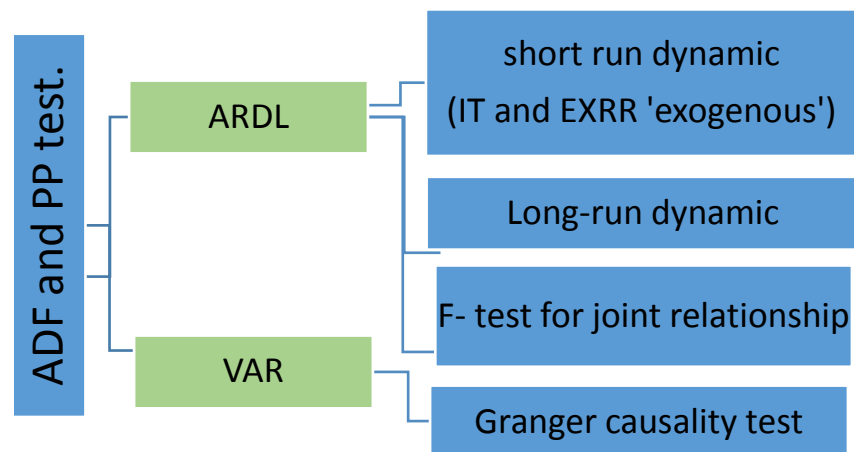 ADF and PP test.
ARDL
VAR
short run dynamic
(IT and EXRR 'exogenous')
Long-run dynamic
F- test for joint relationship
Granger causality test